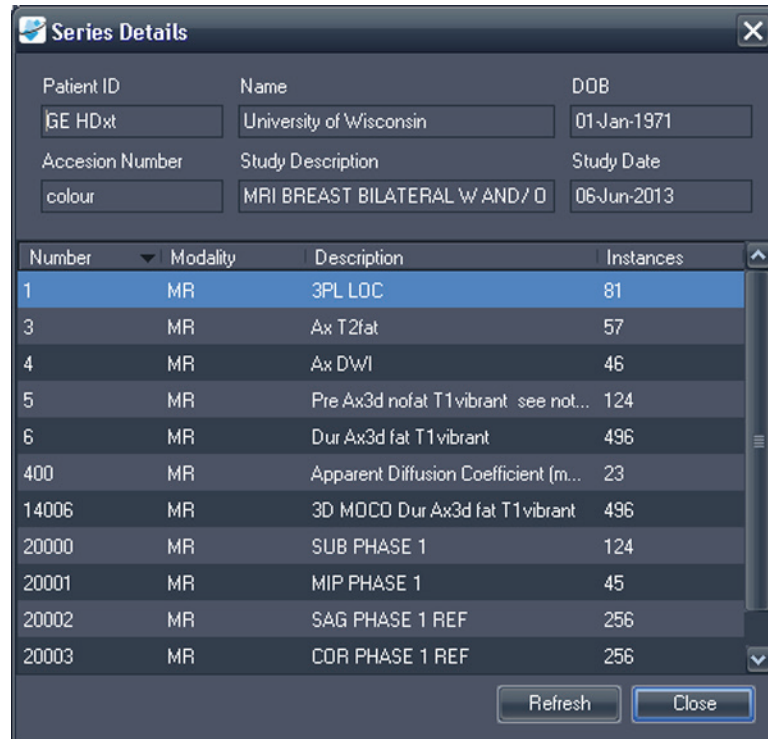 Series Details
Patient ID Name DOB
GE HDxt University of Wisconsin 01-Jan-1971
Accesion Number Study Description Study Date
colour MRI BREAST BILATERAL W AND/ O 06-Jun-2013
Number Modality Description Instances
1 MR 3PL LOC 81
3 MR Ax T2fat 57
4 MR Ax DWI 46
5 MR Pre Ax3d nofat T1vibrant see not... 124
6 MR Dur Ax3d fat T1vibrant 496
400 MR Apparent Diffusion Coefficient (m... 23
14006 MR 3D MOCO Dur Ax3d fat T1vibrant 496
20000 MR SUB PHASE 1 124
20001 MR MIP PHASE 1 45
20002 MR SAG PHASE 1 REF 256
20003 MR COR PHASE 1 REF 256
Refresh Close